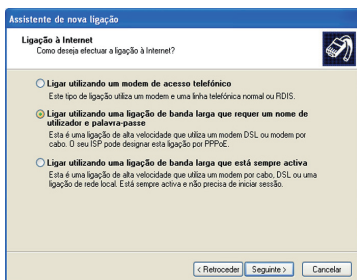 Assistente de nova ligação
Ligação à Internet
Como deseja efectuar a ligação à Internet?
Ligar utilizando um modem de acesso telefónico
Este tipo de ligação utiliza um modem e uma linha telefónica normal ou RDIS.
Ligar utilizando uma ligação de banda larga que requer um nome de
utilizador e palavra-passe
Esta é uma ligação de alta velocidade que utiliza um modem DSL ou modem por
cabo. O seu ISP pode designar esta ligação por PPPoE.
Ligar utilizando uma ligação de banda larga que está sempre activa
Esta é uma ligação de alta velocidade que utiliza um modem por cabo, DSL ou uma
ligação de rede local. Está sempre activa e não precisa de iniciar sessão.
< Retroceder Seguinte > Cancelar